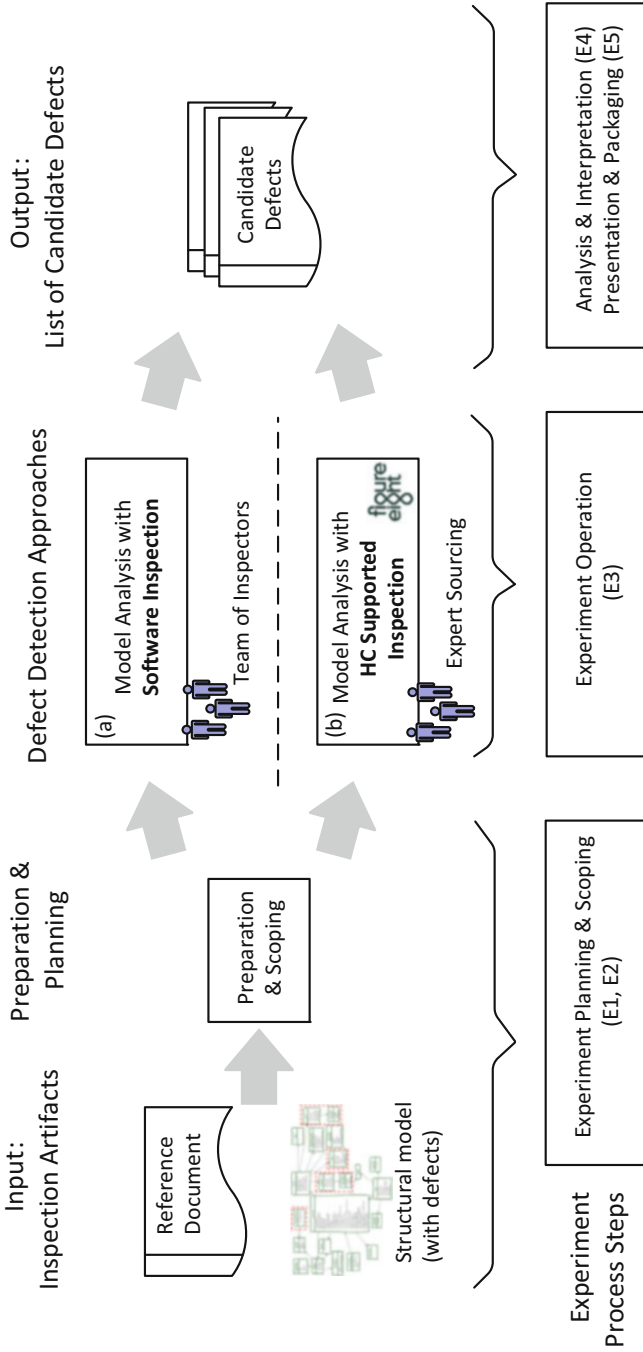 Input:
Inspection Artifacts
Preparation &
Planning
Defect Detection Approaches
Output:
List of Candidate Defects
Reference
Document
Structural model
(with defects)
Preparation
& Scoping
(a)
Model Analysis with
Software Inspection
Team of Inspectors
(b)
Model Analysis with
HC Supported
Inspection
figure
eight
Expert Sourcing
Candidate
Defects
Experiment
Process Steps
Experiment Planning & Scoping
(E1, E2)
Experiment Operation
(E3)
Analysis & Interpretation (E4)
Presentation & Packaging (E5)